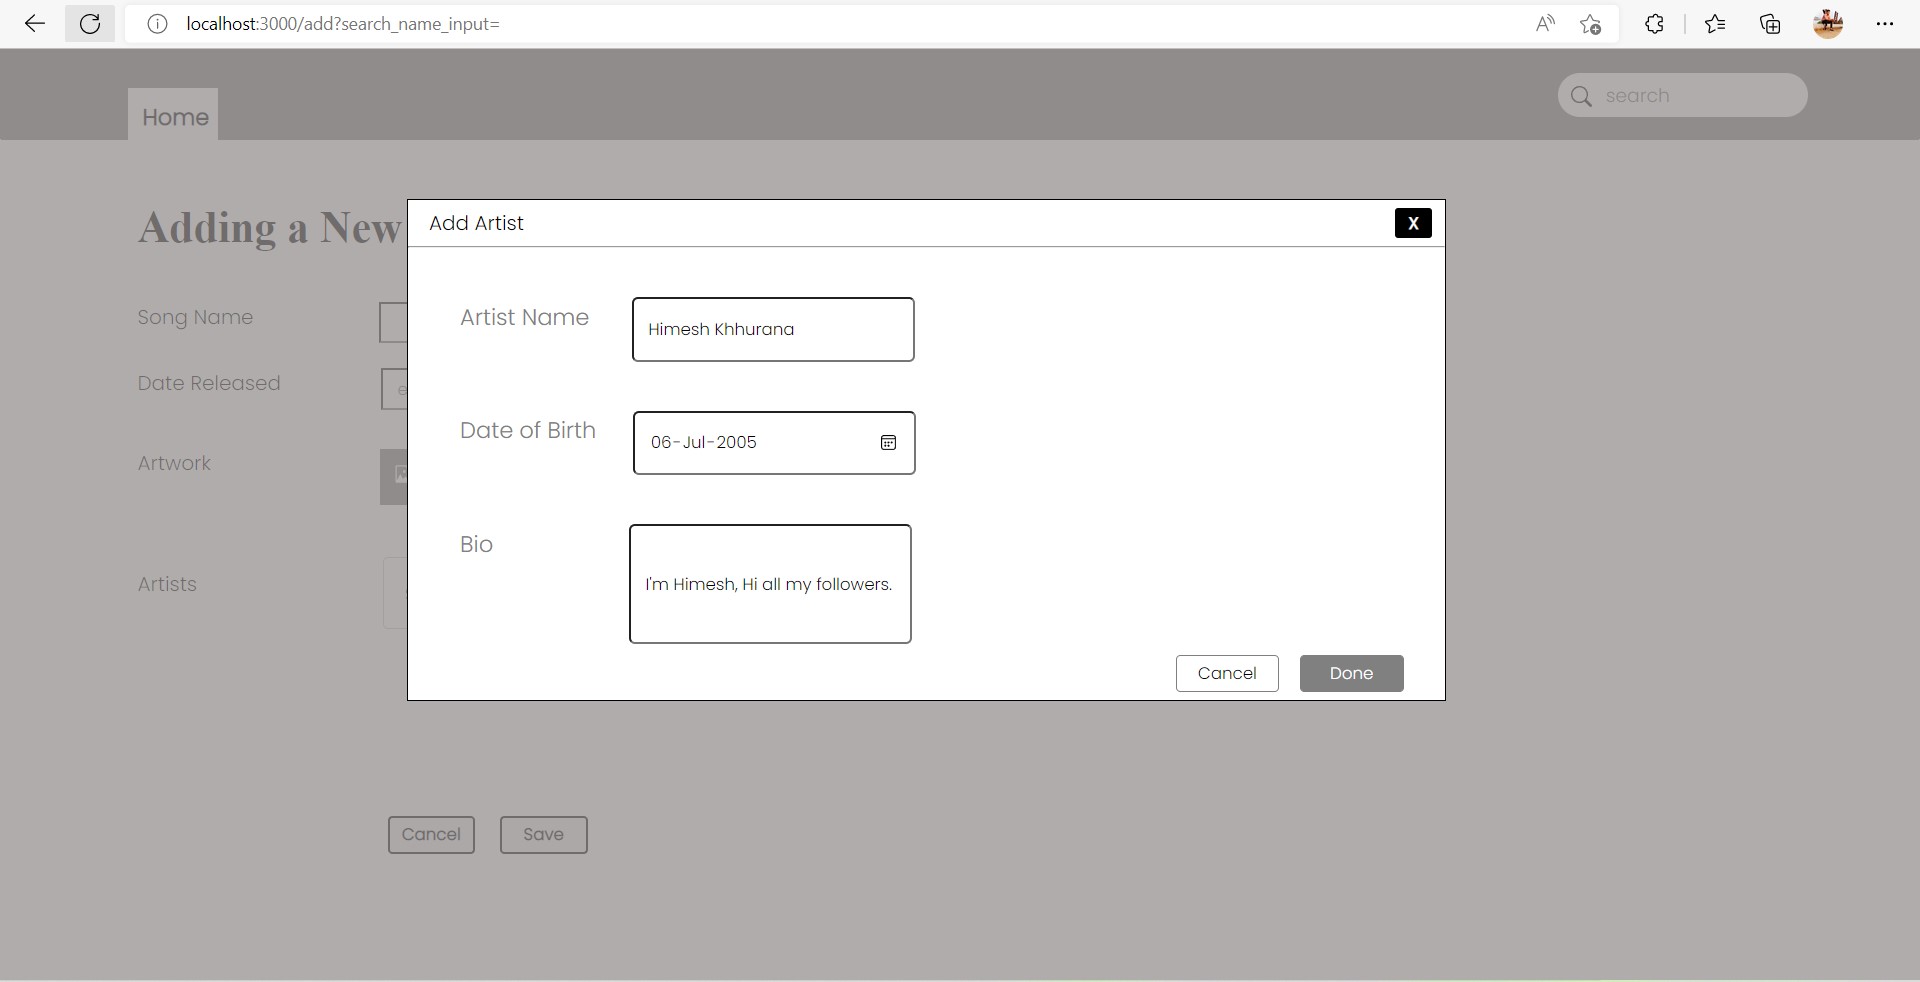 localhost:3000/add?search_name_input=
Home
search
Adding a New
Add Artist
X
Song Name
Artist Name
Himesh Khhurana
Date Released
e
Date of Birth
06-Jul-2005
Artwork
Bio
I'm Himesh, Hi all my followers.
Artists
Cancel
Done
Cancel
Save